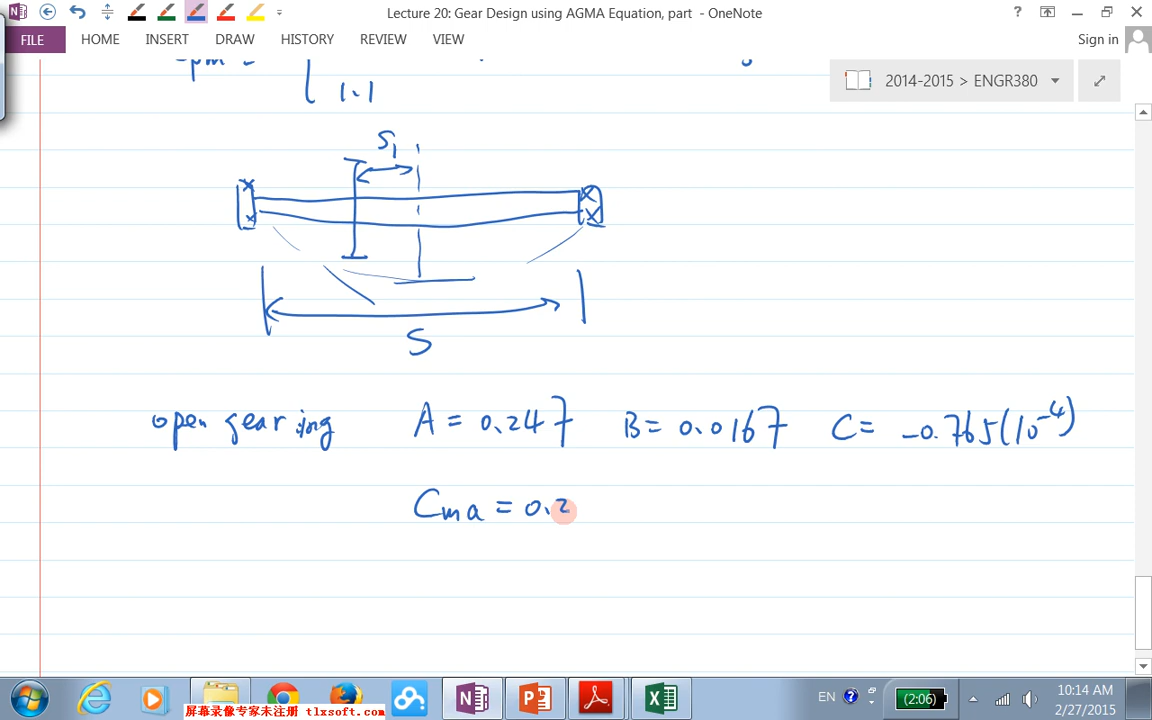 Lecture 20: Gear Design using AGMA Equation, part - OneNote
?
FILE HOME INSERT DRAW HISTORY REVIEW VIEW Sign in
2014-2015 > ENGR380
Cpm =
1.1
S1
S
open gearing A = 0.247 B = 0.0167 C = -0.765(10^-4)
Cma = 0.2
EN (2:06) 10:14 AM
2/27/2015
屏幕录像专家未注册 tlxsoft.com